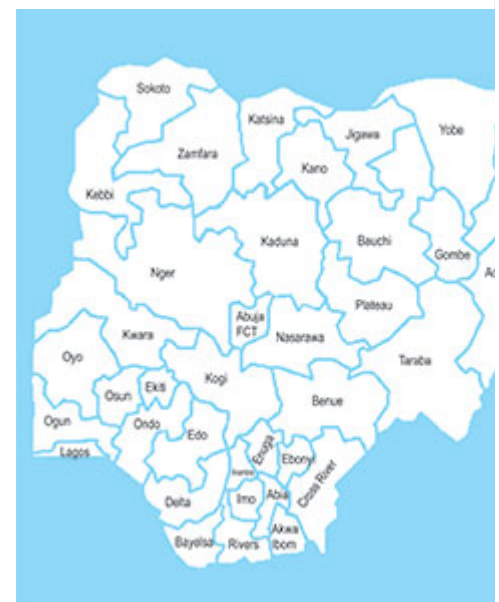 Sokoto
Katsina
Jigawa
Yobe
Zamfara
Kano
Kebbi
Kaduna
Bauchi
Gombe
Nger
Plateau
Abuja
FCT
Kwara
Nasarawa
Oyo
Taraba
Osun
Ekiti
Kogi
Benue
Ogun
Ondo
Edo
Lagos
Enuga
Ebonyi
Cross River
Delta
Imo
Abia
Bayelsa
Rivers
Akwa
Ibom